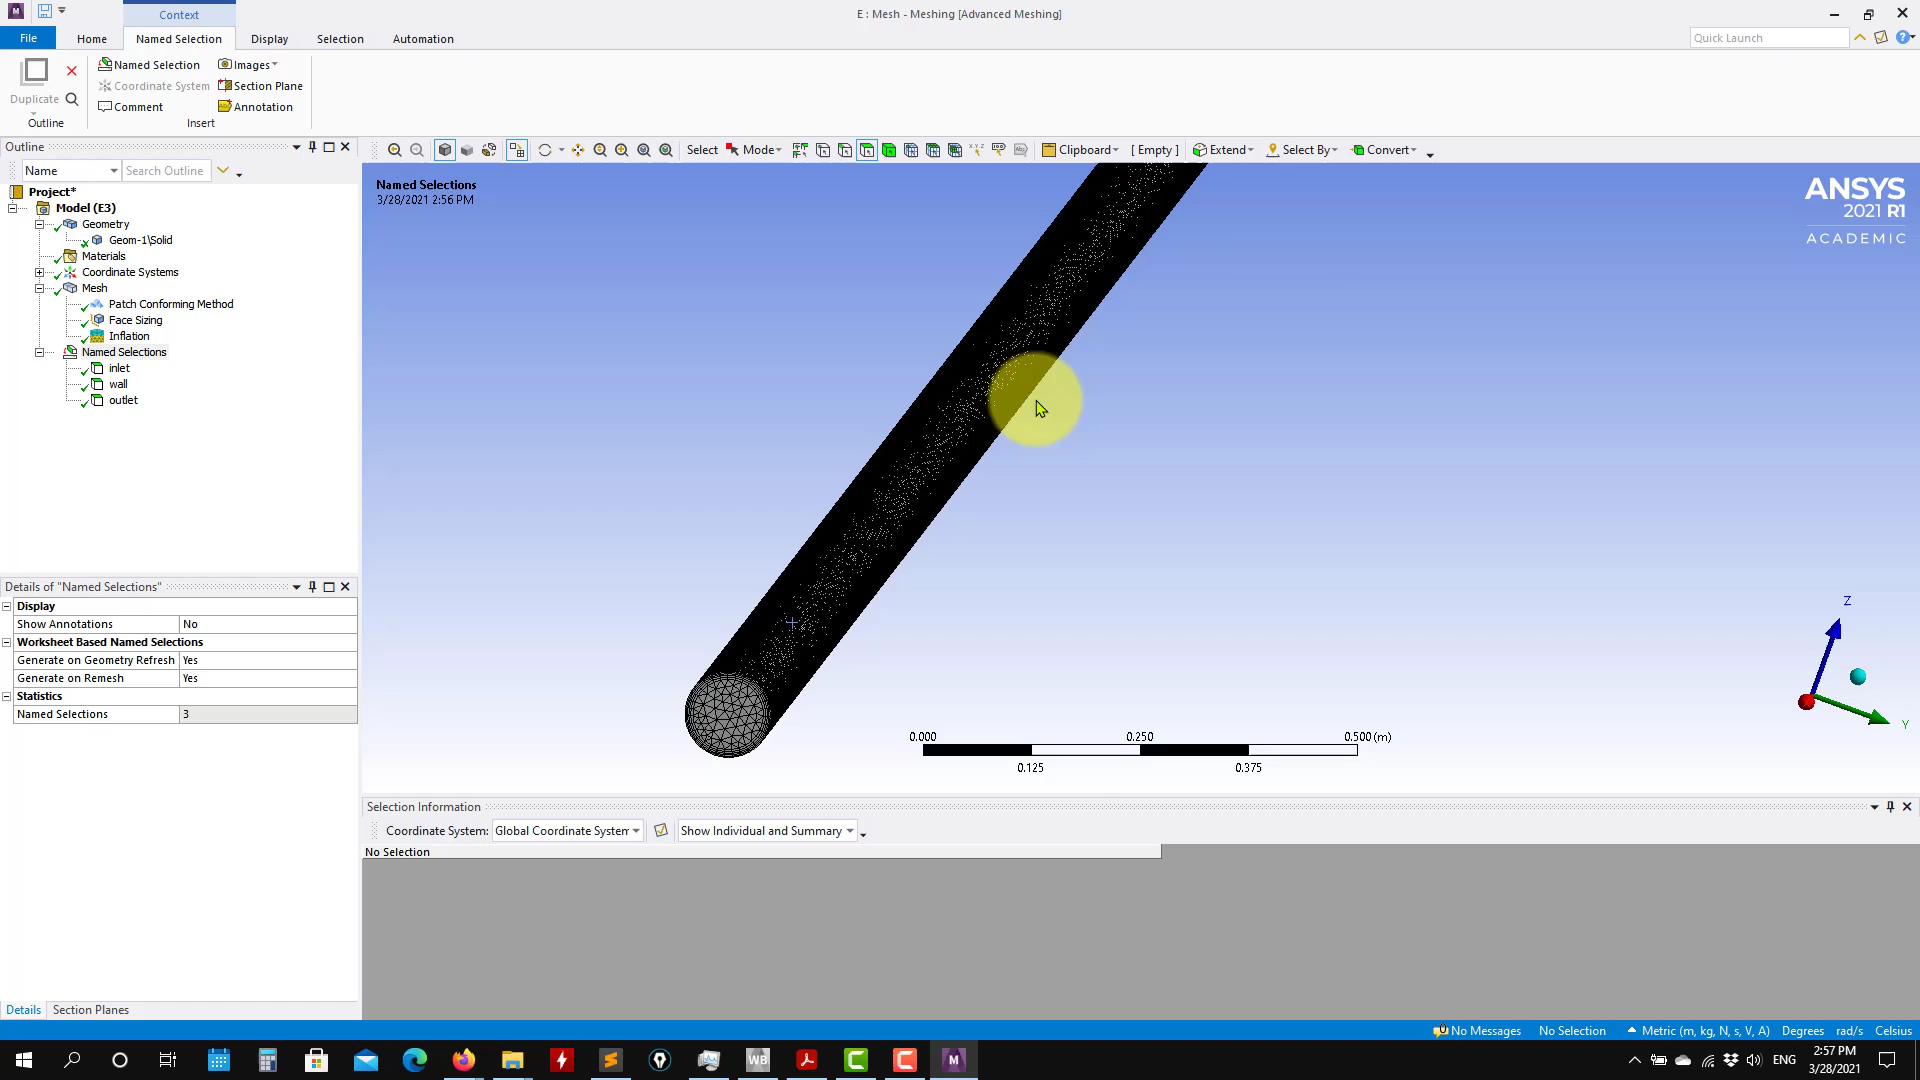 Context
E : Mesh - Meshing [Advanced Meshing]
File
Home
Named Selection
Display
Selection
Automation
Quick Launch
Duplicate
Named Selection
Images
Coordinate System
Section Plane
Comment
Annotation
Outline
Insert
Outline
Name
Search Outline
Select
Mode
Clipboard
[ Empty ]
Extend
Select By
Convert
Project*
Model (E3)
Geometry
Geom-1\Solid
Materials
Coordinate Systems
Mesh
Patch Conforming Method
Face Sizing
Inflation
Named Selections
inlet
wall
outlet
Named Selections
3/28/2021 2:56 PM
ANSYS
2021 R1
ACADEMIC
Details of "Named Selections"
Display
Show Annotations No
Worksheet Based Named Selections
Generate on Geometry Refresh Yes
Generate on Remesh Yes
Statistics
Named Selections 3
Z
Y
0.000 0.250 0.500 (m)
0.125 0.375
Selection Information
Coordinate System: Global Coordinate System
Show Individual and Summary
No Selection
Details
Section Planes
No Messages
No Selection
Metric (m, kg, N, s, V, A)
Degrees
rad/s
Celsius
WB
M
ENG
2:57 PM
3/28/2021